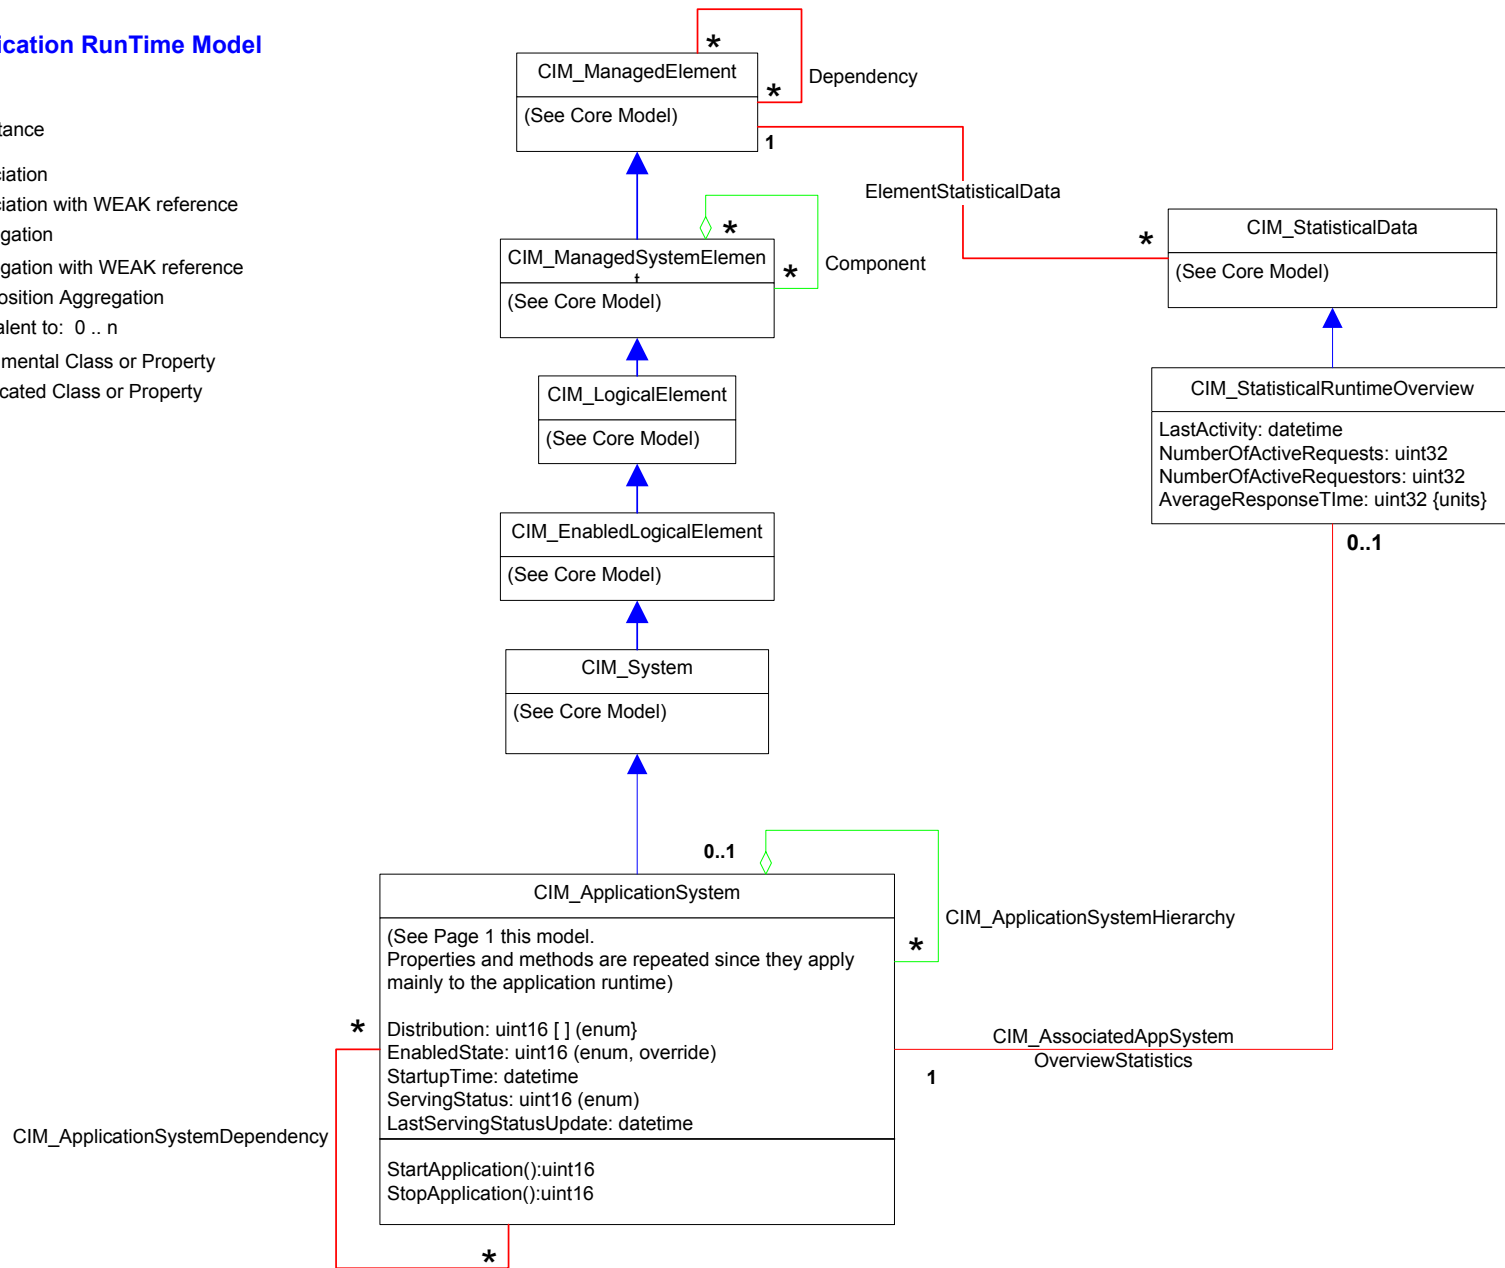 ication RunTime Model
tance
iation
iation with WEAK reference
gation
gation with WEAK reference
osition Aggregation
alent to: 0 .. n
mental Class or Property
cated Class or Property
*
CIM_ManagedElement
Dependency
*
(See Core Model)
1
ElementStatisticalData
*
CIM_StatisticalData
(See Core Model)
*
CIM_ManagedSystemElemen
t
Component
*
(See Core Model)
CIM_LogicalElement
(See Core Model)
CIM_StatisticalRuntimeOverview
LastActivity: datetime
NumberOfActiveRequests: uint32
NumberOfActiveRequestors: uint32
AverageResponseTIme: uint32 {units}
0..1
CIM_EnabledLogicalElement
(See Core Model)
CIM_System
(See Core Model)
0..1
CIM_ApplicationSystem
CIM_ApplicationSystemHierarchy
*
(See Page 1 this model.
Properties and methods are repeated since they apply
mainly to the application runtime)
*
Distribution: uint16 [ ] (enum}
EnabledState: uint16 (enum, override)
StartupTime: datetime
ServingStatus: uint16 (enum)
LastServingStatusUpdate: datetime
CIM_AssociatedAppSystem
OverviewStatistics
1
CIM_ApplicationSystemDependency
StartApplication():uint16
StopApplication():uint16
*